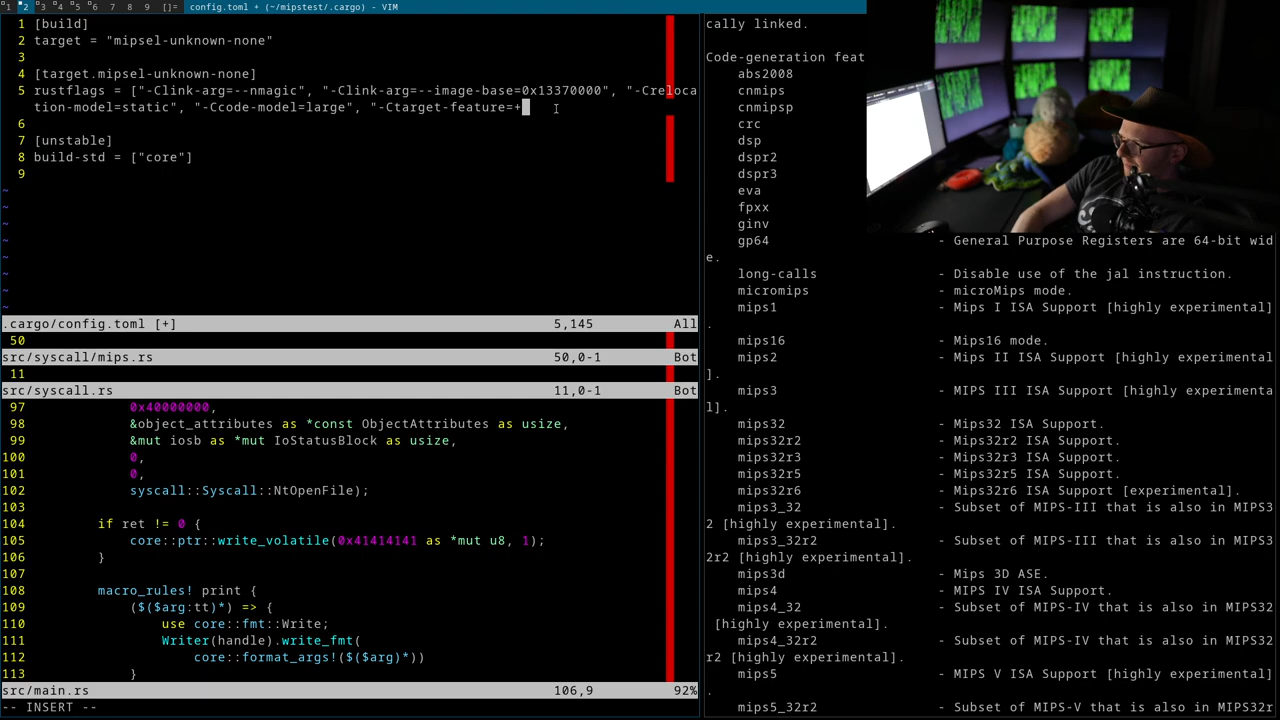 1 2 3 4 5 6 7 8 9 []= config.toml + (~/mipstest/.cargo) - VIM
1 [build]
2 target = "mipsel-unknown-none"
3
4 [target.mipsel-unknown-none]
5 rustflags = ["-Clink-arg=--nmagic", "-Clink-arg=--image-base=0x13370000", "-Creloca
tion-model=static", "-Ccode-model=large", "-Ctarget-feature=+
6
7 [unstable]
8 build-std = ["core"]
9
~
~
~
~
~
~
~
~
.cargo/config.toml [+] 5,145 All
50
src/syscall/mips.rs 50,0-1 Bot
11
src/syscall.rs 11,0-1 Bot
97 0x40000000,
98 &object_attributes as *const ObjectAttributes as usize,
99 &mut iosb as *mut IoStatusBlock as usize,
100 0,
101 0,
102 syscall::Syscall::NtOpenFile);
103
104 if ret != 0 {
105 core::ptr::write_volatile(0x41414141 as *mut u8, 1);
106 }
107
108 macro_rules! print {
109 ($($arg:tt)*) => {
110 use core::fmt::Write;
111 Writer(handle).write_fmt(
112 core::format_args!($($arg)*))
113 }
src/main.rs 106,9 92%
-- INSERT --
cally linked.
Code-generation feat
abs2008
cnmips
cnmipsp
crc
dsp
dspr2
dspr3
eva
fpxx
ginv
gp64 - General Purpose Registers are 64-bit wid
e.
long-calls - Disable use of the jal instruction.
micromips - microMips mode.
mips1 - Mips I ISA Support [highly experimental]
.
mips16 - Mips16 mode.
mips2 - Mips II ISA Support [highly experimental
].
mips3 - MIPS III ISA Support [highly experimenta
l].
mips32 - Mips32 ISA Support.
mips32r2 - Mips32r2 ISA Support.
mips32r3 - Mips32r3 ISA Support.
mips32r5 - Mips32r5 ISA Support.
mips32r6 - Mips32r6 ISA Support [experimental].
mips3_32 - Subset of MIPS-III that is also in MIPS3
2 [highly experimental].
mips3_32r2 - Subset of MIPS-III that is also in MIPS3
2r2 [highly experimental].
mips3d - Mips 3D ASE.
mips4 - MIPS IV ISA Support.
mips4_32 - Subset of MIPS-IV that is also in MIPS32
[highly experimental].
mips4_32r2 - Subset of MIPS-IV that is also in MIPS32
r2 [highly experimental].
mips5 - MIPS V ISA Support [highly experimental]
.
mips5_32r2 - Subset of MIPS-V that is also in MIPS32r